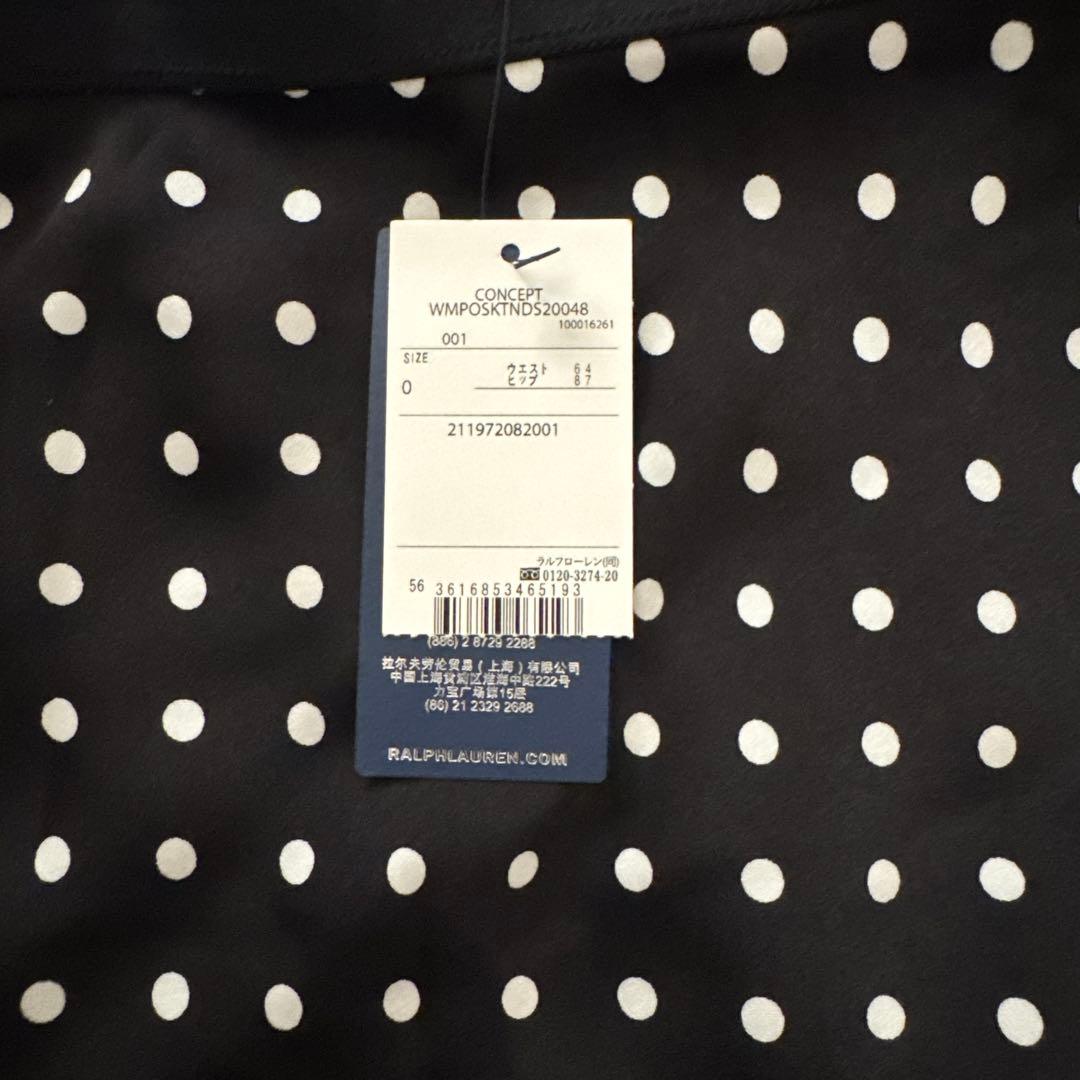 CONCEPT
WMPOSKTNDS20048
100016261
001
SIZE
0
ウエスト 64
ヒップ 87
211972082001
ラルフローレン(同)
0120-3274-20
56 3616853465193
(886) 2 8729 2288
拉尔夫劳伦贸易(上海)有限公司
中国上海黄浦区淮海中路222号
力宝广场第15层
(86) 21 2329 2688
RALPHLAUREN.COM